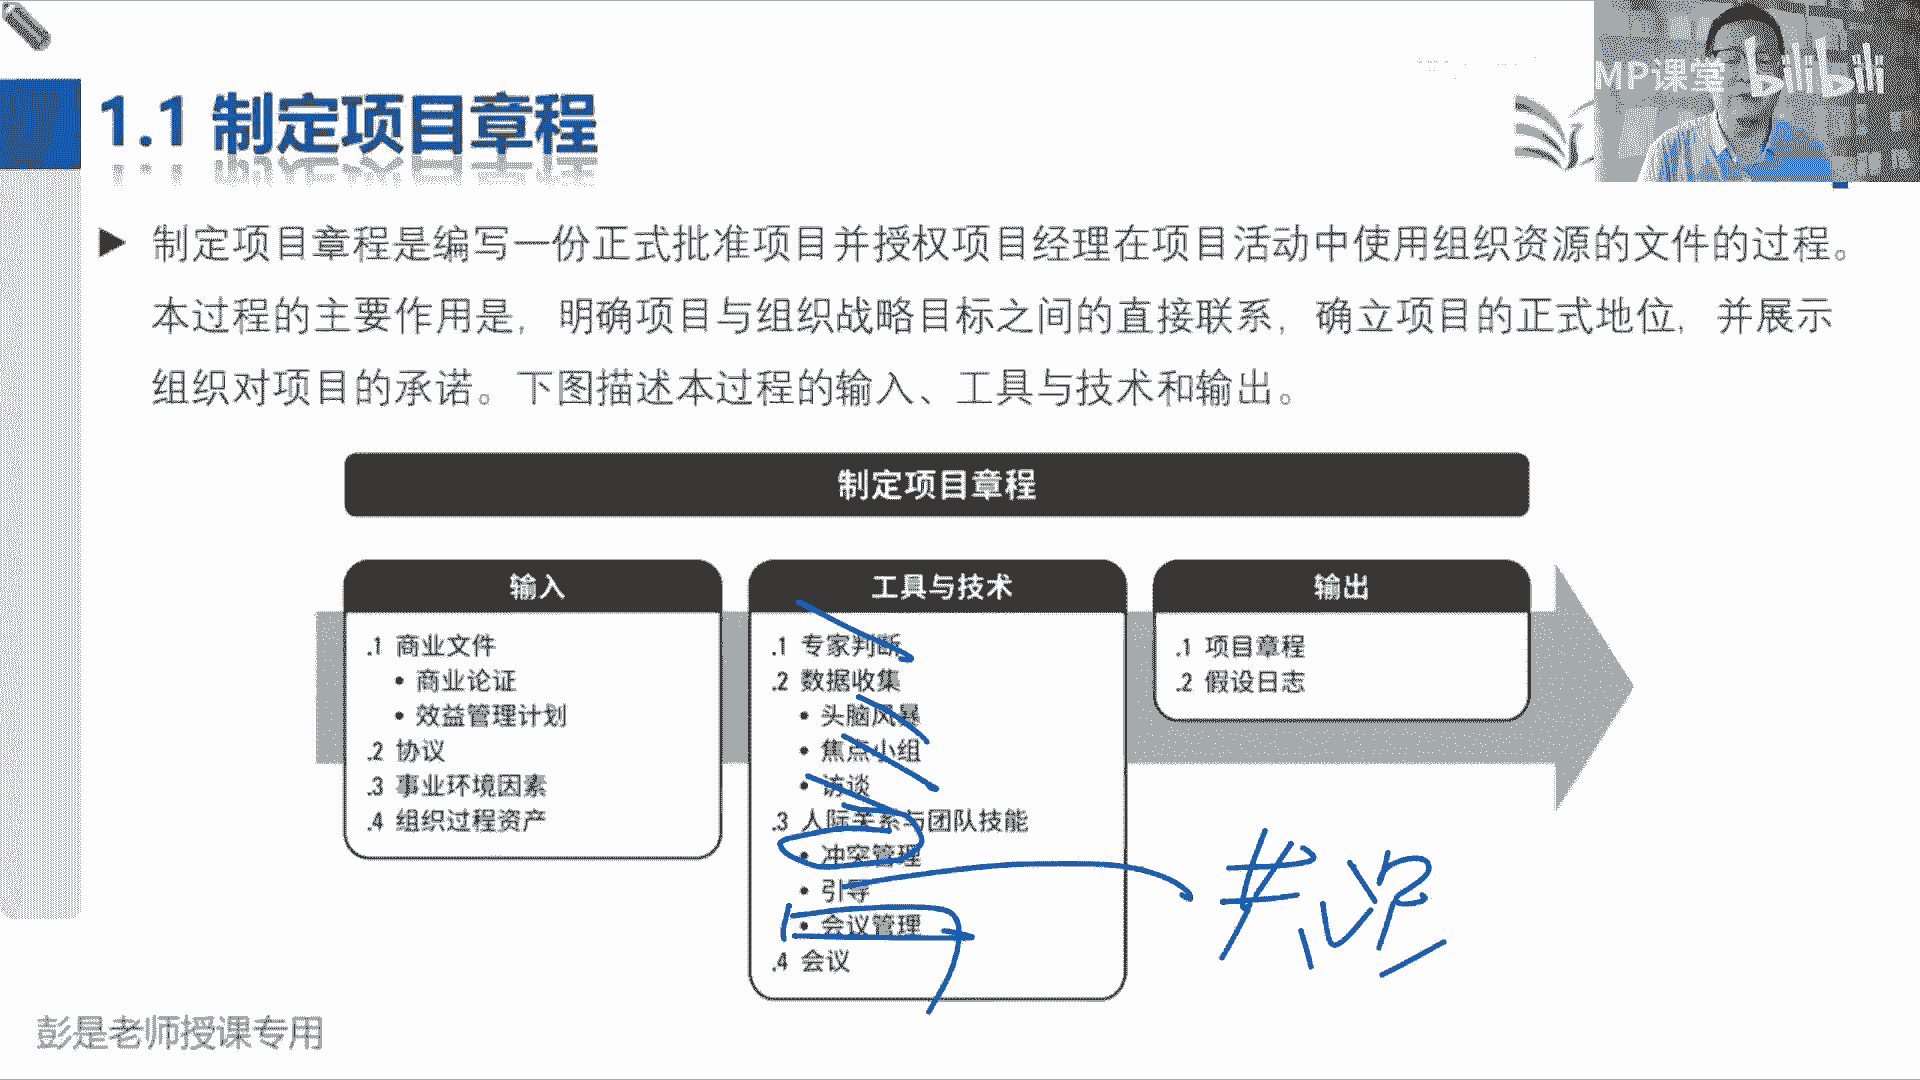 MP课堂 bilibili
1.1 制定项目章程
制定项目章程是编写一份正式批准项目并授权项目经理在项目活动中使用组织资源的文件的过程。
本过程的主要作用是，明确项目与组织战略目标之间的直接联系，确立项目的正式地位，并展示
组织对项目的承诺。下图描述本过程的输入、工具与技术和输出。
制定项目章程
输入
.1 商业文件
• 商业论证
• 效益管理计划
.2 协议
.3 事业环境因素
.4 组织过程资产
工具与技术
.1 专家判断
.2 数据收集
• 头脑风暴
• 焦点小组
• 访谈
.3 人际关系与团队技能
• 冲突管理
• 引导
• 会议管理
.4 会议
输出
.1 项目章程
.2 假设日志
彭是老师授课专用